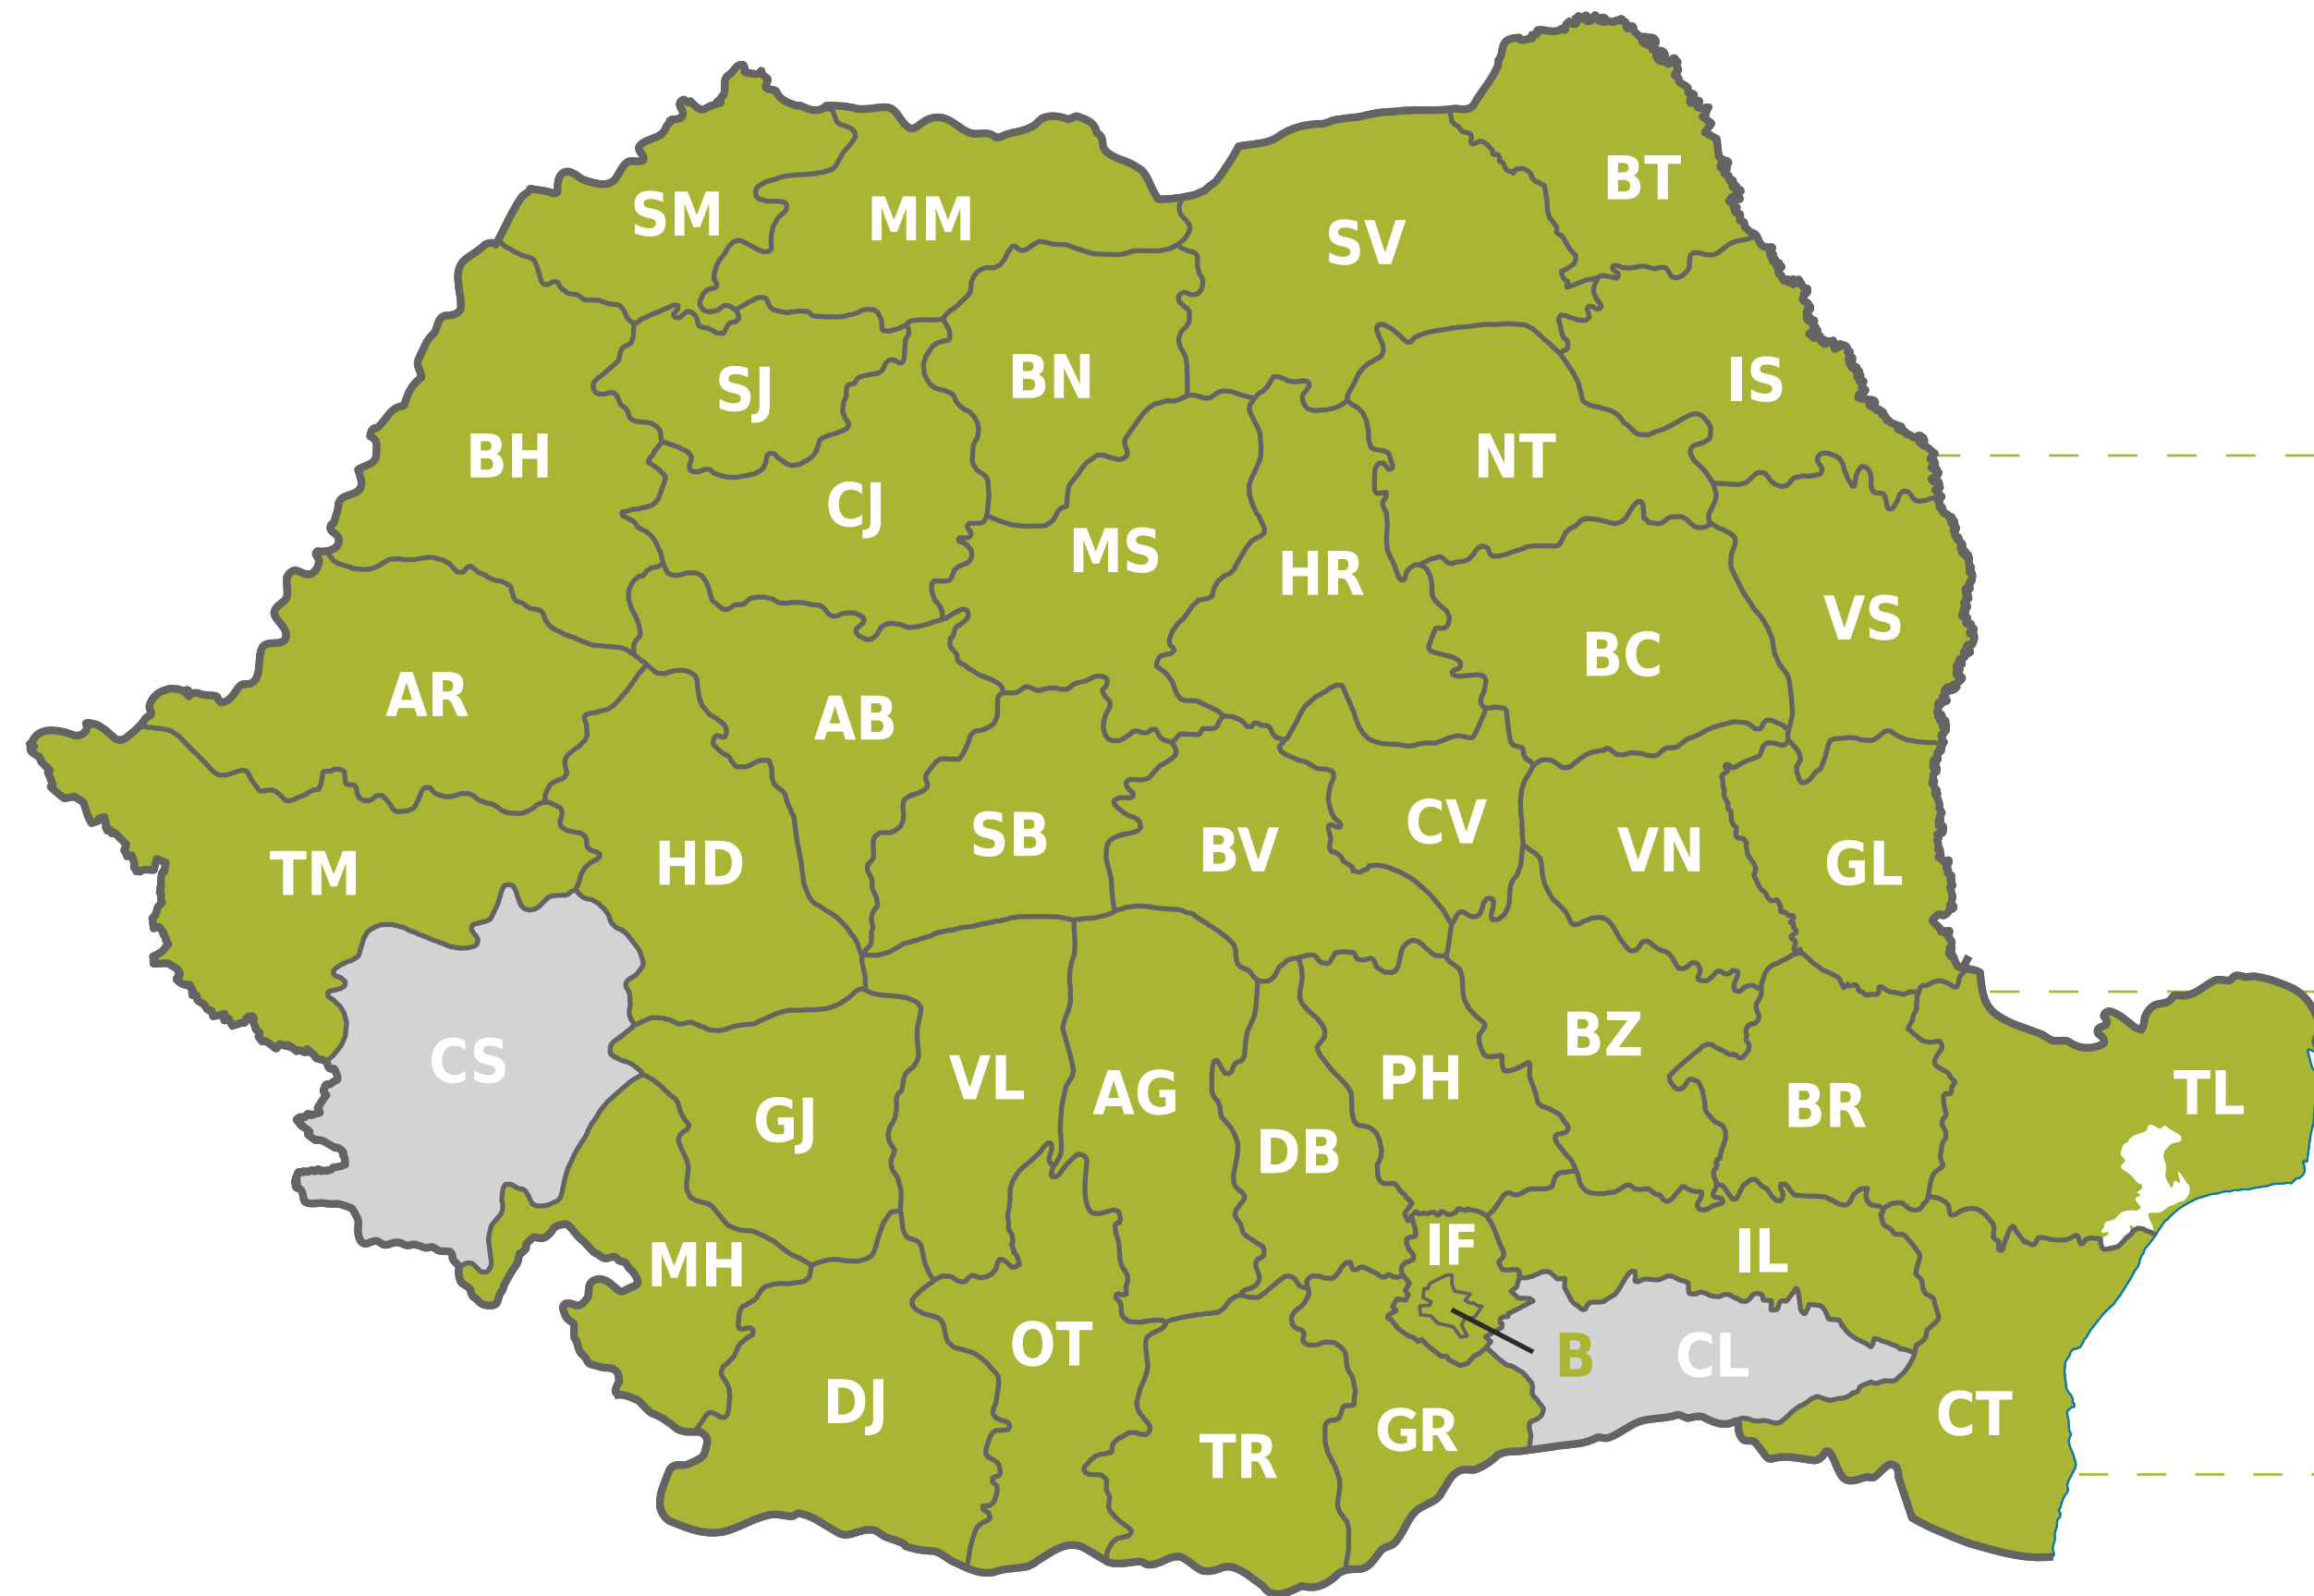 BT
SM
MM
SV
SJ
BN
IS
BH
NT
CJ
MS
HR
VS
BC
AR
AB
CV
SB
BV
VN
TM
HD
GL
BZ
CS
VL
PH
AG
TL
BR
GJ
DB
IF
IL
MH
OT
B
CL
DJ
CT
GR
TR